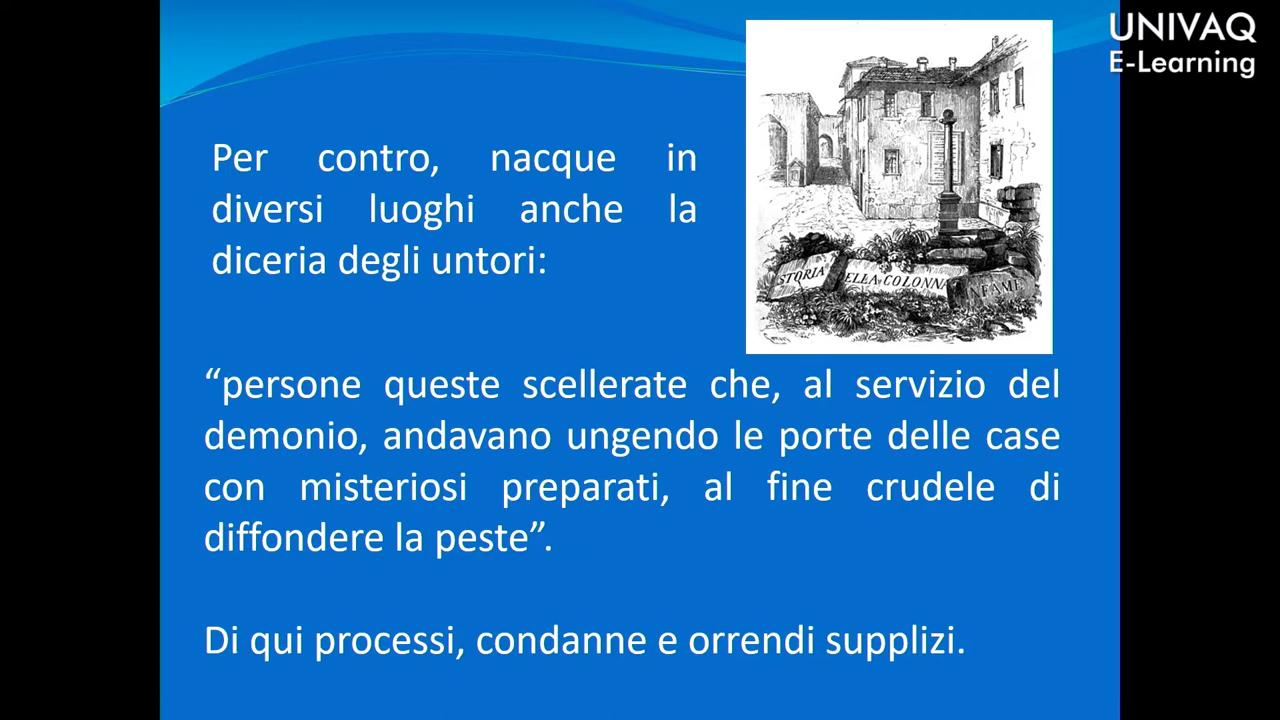 UNIVAQ
E-Learning
Per contro, nacque in
diversi luoghi anche la
diceria degli untori:
STORIA ELLA COLONNA NFAME
“persone queste scellerate che, al servizio del
demonio, andavano ungendo le porte delle case
con misteriosi preparati, al fine crudele di
diffondere la peste”.
Di qui processi, condanne e orrendi supplizi.